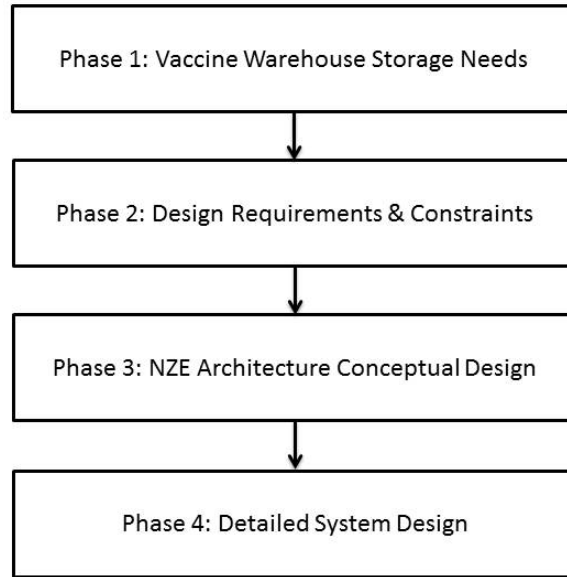 Phase 1: Vaccine Warehouse Storage Needs
Phase 2: Design Requirements & Constraints
Phase 3: NZE Architecture Conceptual Design
Phase 4: Detailed System Design